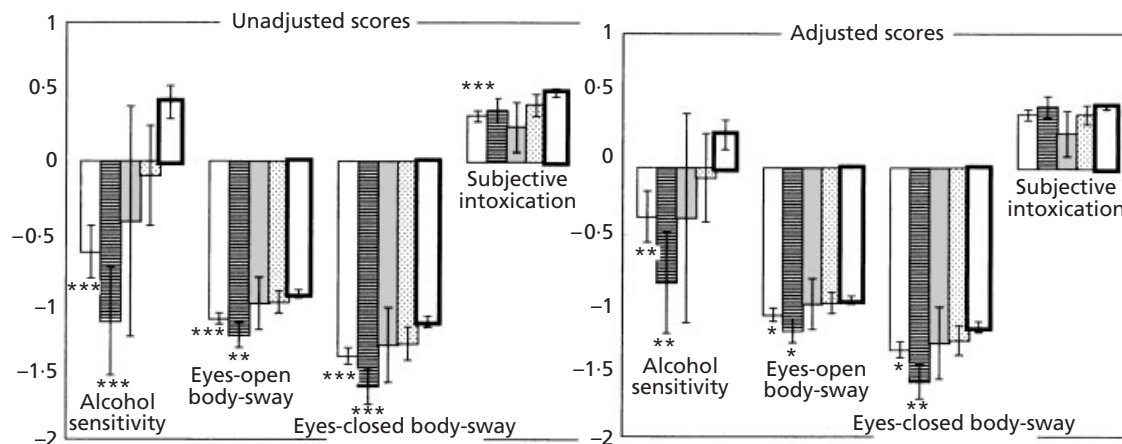 Unadjusted scores
1
0·5
0
−0·5
−1
−1·5
−2
***
***
Alcohol
sensitivity
***
**
Eyes-open
body-sway
***
***
Eyes-closed body-sway
***
Subjective
intoxication
Adjusted scores
1
0·5
0
−0·5
−1
−1·5
−2
**
**
Alcohol
sensitivity
*
*
Eyes-open
body-sway
*
**
Eyes-closed body-sway
Subjective
intoxication